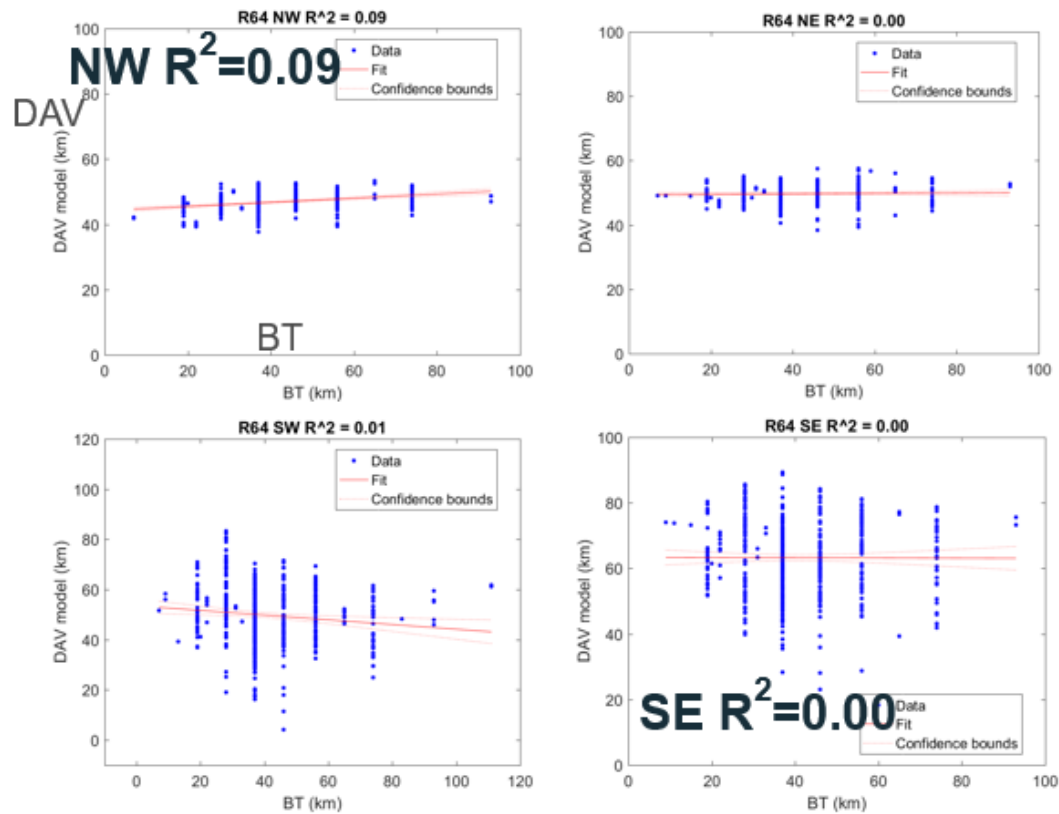 R64 NW R^2 = 0.09
NW R²=0.09
Data
Fit
Confidence bounds
DAV
DAV model (km)
100
80
60
40
20
0
BT
0 20 40 60 80 100
BT (km)
R64 NE R^2 = 0.00
Data
Fit
Confidence bounds
DAV model (km)
100
80
60
40
20
0
0 20 40 60 80 100
BT (km)
R64 SW R^2 = 0.01
Data
Fit
Confidence bounds
DAV model (km)
120
100
80
60
40
20
0
0 20 40 60 80 100 120
BT (km)
R64 SE R^2 = 0.00
DAV model (km)
100
80
60
40
20
0
SE R²=0.00
Data
Fit
Confidence bounds
0 20 40 60 80 100
BT (km)